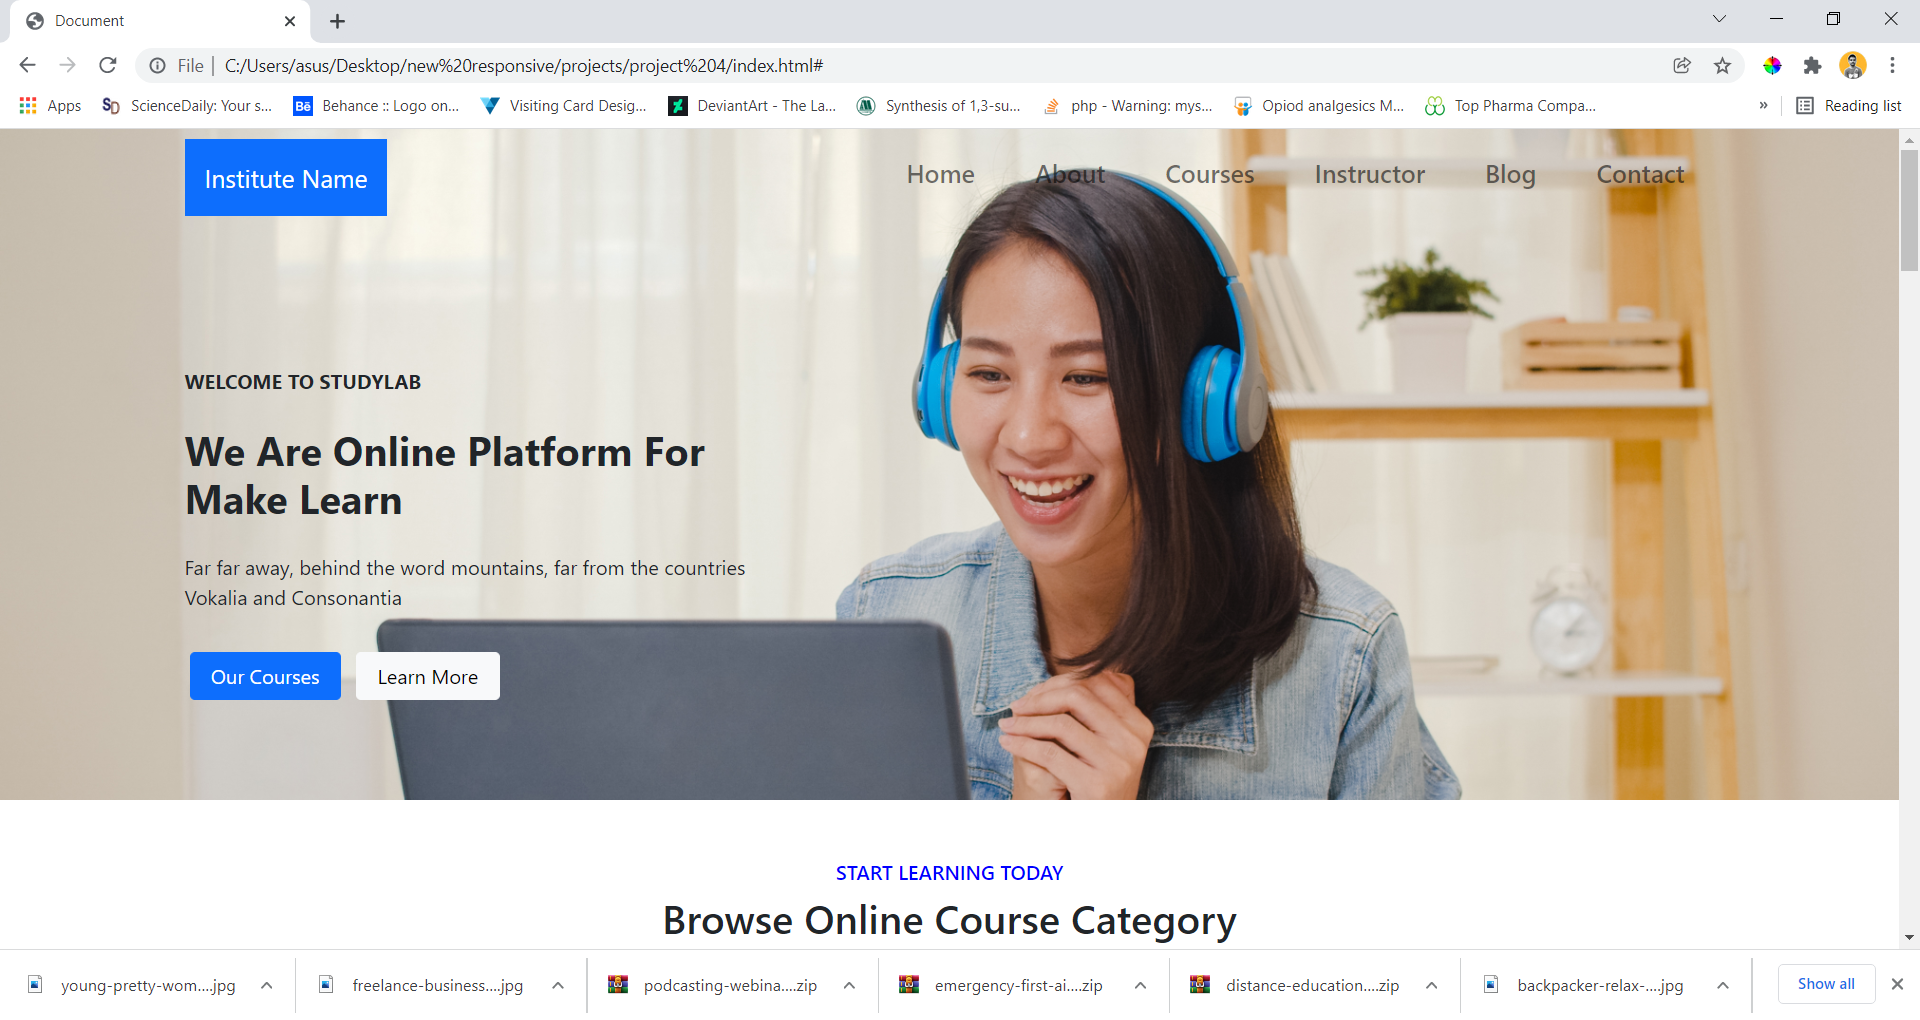 Document
File
C:/Users/asus/Desktop/new%20responsive/projects/project%204/index.html#
Apps
SD
ScienceDaily: Your s...
Bē
Behance :: Logo on...
Visiting Card Desig...
DeviantArt - The La...
Synthesis of 1,3-su...
php - Warning: mys...
Opiod analgesics M...
Top Pharma Compa...
»
Reading list
Institute Name
Home About Courses Instructor Blog Contact
WELCOME TO STUDYLAB
We Are Online Platform For
Make Learn
Far far away, behind the word mountains, far from the countries
Vokalia and Consonantia
Our Courses Learn More
START LEARNING TODAY
Browse Online Course Category
young-pretty-wom....jpg
freelance-business....jpg
podcasting-webina....zip
emergency-first-ai....zip
distance-education....zip
backpacker-relax-....jpg
Show all